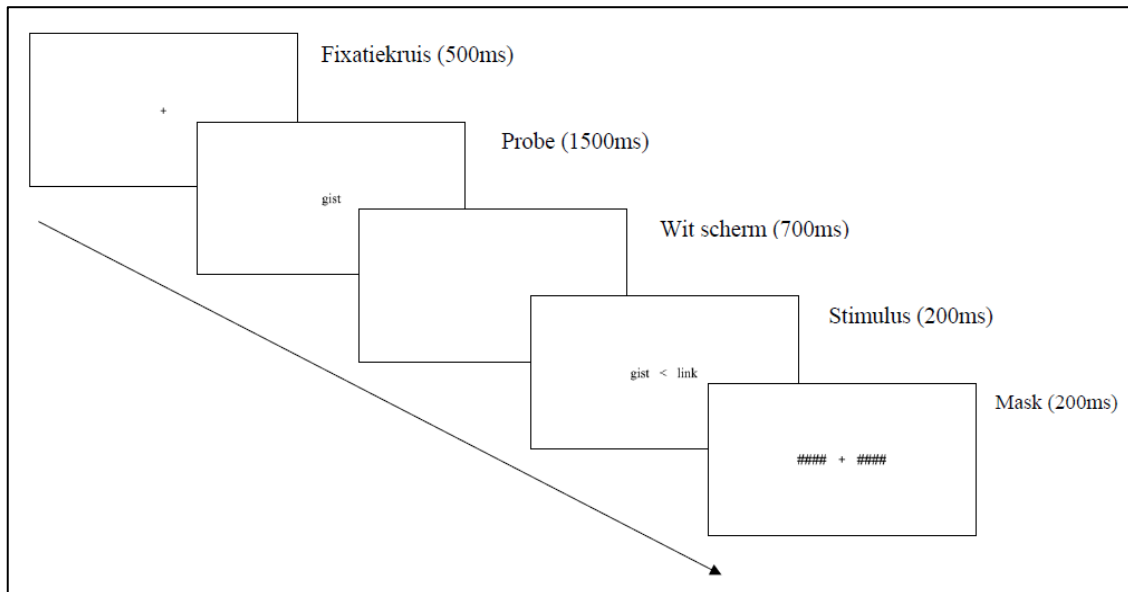 Fixatiekruis (500ms)
+
Probe (1500ms)
gist
Wit scherm (700ms)
Stimulus (200ms)
gist < link
Mask (200ms)
#### + ####